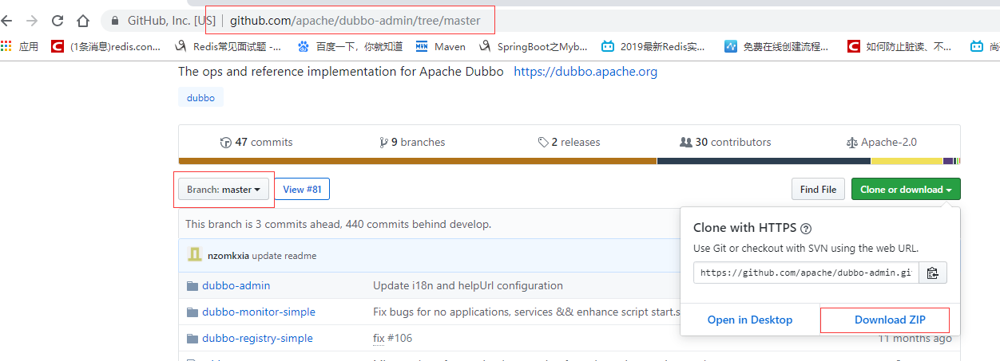 GitHub, Inc. [US] | github.com/apache/dubbo-admin/tree/master
应用 (1条消息)redis.con... Redis常见面试题 -... 百度一下，你就知道 Maven SpringBoot之Myb... 2019最新Redis实... 免费在线创建流程... 如何防止脏读、不... 尚
The ops and reference implementation for Apache Dubbo https://dubbo.apache.org
dubbo
47 commits 9 branches 2 releases 30 contributors Apache-2.0
Branch: master View #81 Find File Clone or download
This branch is 3 commits ahead, 440 commits behind develop.
Clone with HTTPS
Use Git or checkout with SVN using the web URL.
https://github.com/apache/dubbo-admin.gi
Open in Desktop Download ZIP
nzomkxia update readme
dubbo-admin Update i18n and helpUrl configuration
dubbo-monitor-simple Fix bugs for no applications, services && enhance script start.s
dubbo-registry-simple fix #106 11 months ago